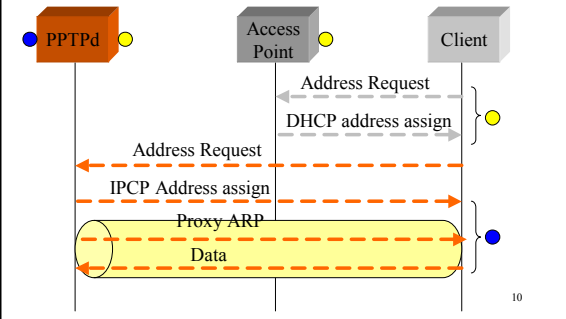 PPTPd
Access
Point
Client
Address Request
DHCP address assign
Address Request
IPCP Address assign
Proxy ARP
Data
10